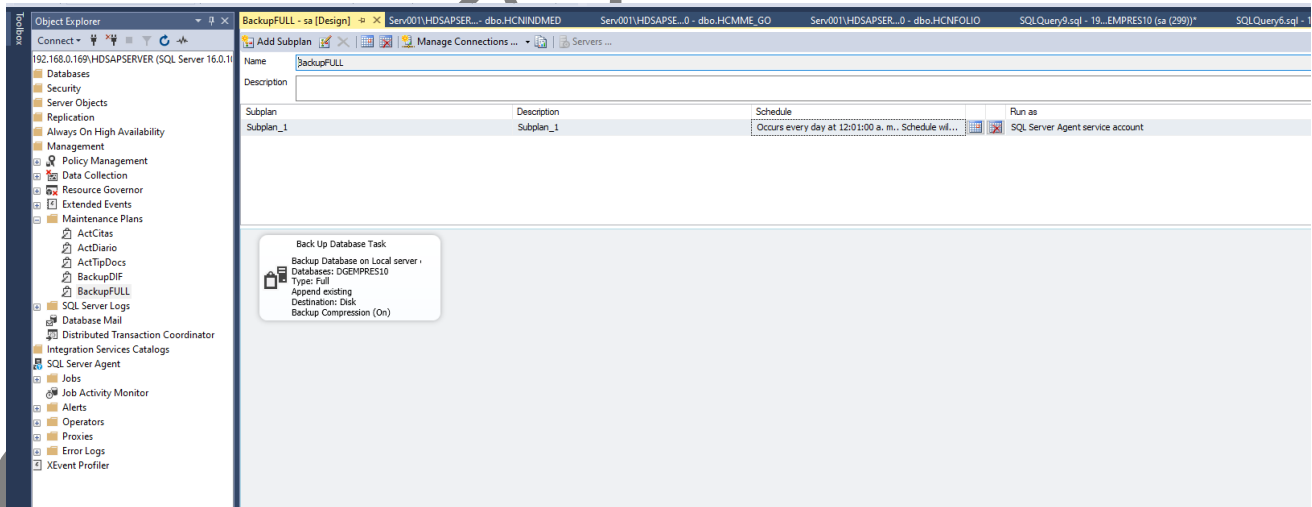 Toolbox
Object Explorer
Connect
192.168.0.169\HDSAPSERVER (SQL Server 16.0.10
Databases
Security
Server Objects
Replication
Always On High Availability
Management
Policy Management
Data Collection
Resource Governor
Extended Events
Maintenance Plans
ActCitas
ActDiario
ActTipDocs
BackupDIF
BackupFULL
SQL Server Logs
Database Mail
Distributed Transaction Coordinator
Integration Services Catalogs
SQL Server Agent
Jobs
Job Activity Monitor
Alerts
Operators
Proxies
Error Logs
XEvent Profiler
BackupFULL - sa [Design] Serv001\HDSAPSER...- dbo.HCNINDMED Serv001\HDSAPSE...0 - dbo.HCMME_GO Serv001\HDSAPSER...0 - dbo.HCNFOLIO SQLQuery9.sql - 19...EMPRES10 (sa (299))* SQLQuery6.sql - 1
Add Subplan Manage Connections ... Servers ...
Name BackupFULL
Description
Subplan Description Schedule Run as
Subplan_1 Subplan_1 Occurs every day at 12:01:00 a. m.. Schedule wil... SQL Server Agent service account
Back Up Database Task
Backup Database on Local server
Databases: DGEMPRES10
Type: Full
Append existing
Destination: Disk
Backup Compression (On)